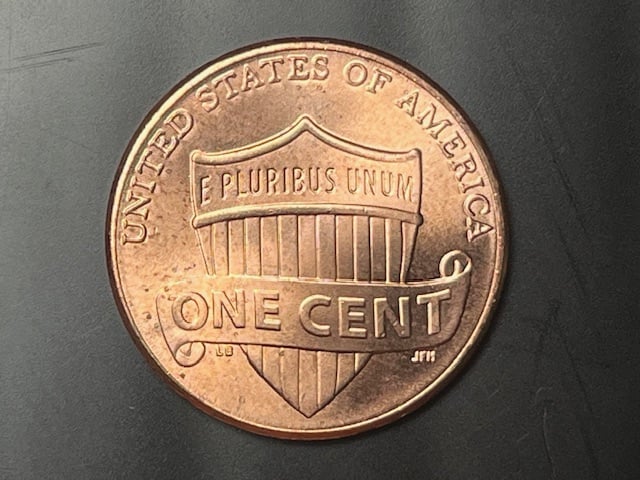 UNITED STATES OF AMERICA
E PLURIBUS UNUM
ONE CENT
LB
JFM